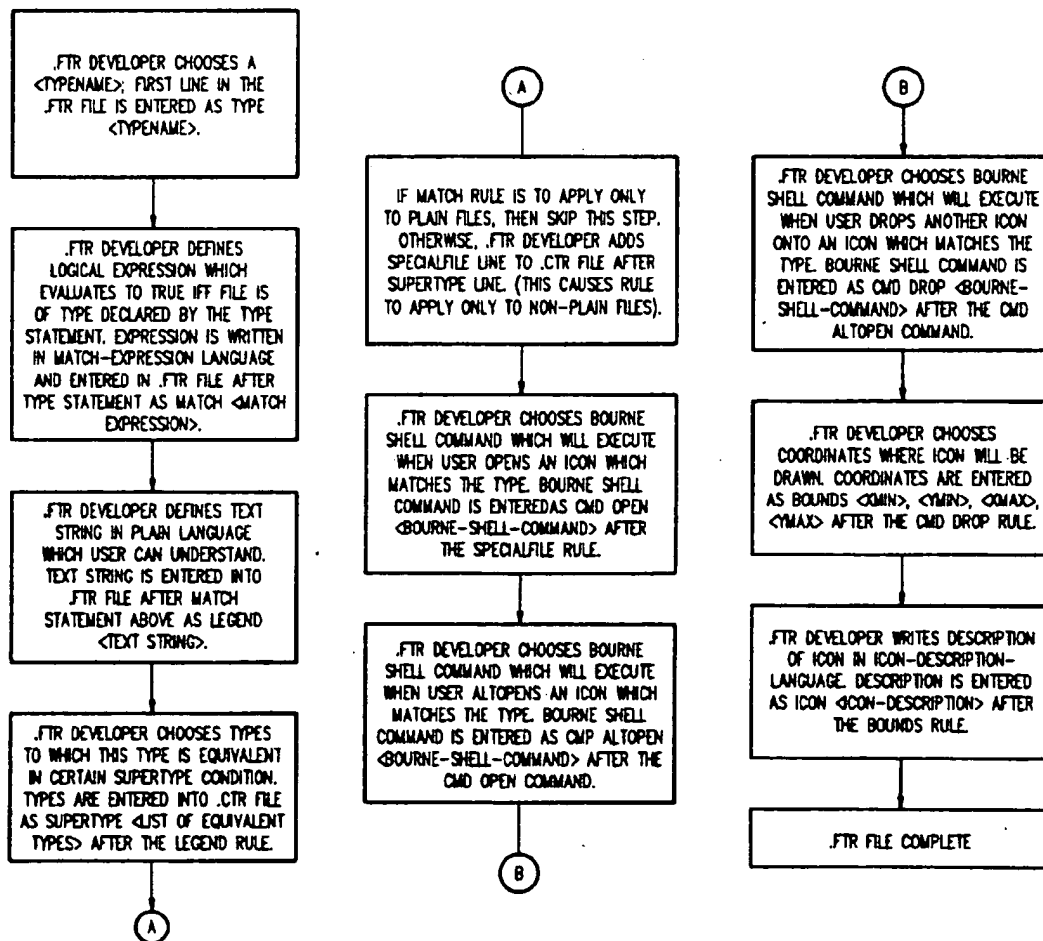 .FTR DEVELOPER CHOOSES A
<TYPENAME>; FIRST LINE IN THE
.FTR FILE IS ENTERED AS TYPE
<TYPENAME>.
.FTR DEVELOPER DEFINES
LOGICAL EXPRESSION WHICH
EVALUATES TO TRUE IFF FILE IS
OF TYPE DECLARED BY THE TYPE
STATEMENT. EXPRESSION IS WRITTEN
IN MATCH-EXPRESSION LANGUAGE
AND ENTERED IN .FTR FILE AFTER
TYPE STATEMENT AS MATCH <MATCH
EXPRESSION>.
.FTR DEVELOPER DEFINES TEXT
STRING IN PLAIN LANGUAGE
WHICH USER CAN UNDERSTAND.
TEXT STRING IS ENTERED INTO
.FTR FILE AFTER MATCH
STATEMENT ABOVE AS LEGEND
<TEXT STRING>.
.FTR DEVELOPER CHOOSES TYPES
TO WHICH THIS TYPE IS EQUIVALENT
IN CERTAIN SUPERTYPE CONDITION.
TYPES ARE ENTERED INTO .CTR FILE
AS SUPERTYPE <LIST OF EQUIVALENT
TYPES> AFTER THE LEGEND RULE.
A
A
IF MATCH RULE IS TO APPLY ONLY
TO PLAIN FILES, THEN SKIP THIS STEP.
OTHERWISE, .FTR DEVELOPER ADDS
SPECIALFILE LINE TO .CTR FILE AFTER
SUPERTYPE LINE. (THIS CAUSES RULE
TO APPLY ONLY TO NON-PLAIN FILES).
.FTR DEVELOPER CHOOSES BOURNE
SHELL COMMAND WHICH WILL EXECUTE
WHEN USER OPENS AN ICON WHICH
MATCHES THE TYPE. BOURNE SHELL
COMMAND IS ENTEREDAS CMD OPEN
<BOURNE-SHELL-COMMAND> AFTER
THE SPECIALFILE RULE.
.FTR DEVELOPER CHOOSES BOURNE
SHELL COMMAND WHICH WILL EXECUTE
WHEN USER ALTOPENS AN ICON WHICH
MATCHES THE TYPE. BOURNE SHELL
COMMAND IS ENTERED AS CMP ALTOPEN
<BOURNE-SHELL-COMMAND> AFTER THE
CMD OPEN COMMAND.
B
B
.FTR DEVELOPER CHOOSES BOURNE
SHELL COMMAND WHICH WILL EXECUTE
WHEN USER DROPS ANOTHER ICON
ONTO AN ICON WHICH MATCHES THE
TYPE. BOURNE SHELL COMMAND IS
ENTERED AS CMD DROP <BOURNE-
SHELL-COMMAND> AFTER THE CMD
ALTOPEN COMMAND.
.FTR DEVELOPER CHOOSES
COORDINATES WHERE ICON WILL BE
DRAWN. COORDINATES ARE ENTERED
AS BOUNDS <XMIN>, <YMIN>, <XMAX>,
<YMAX> AFTER THE CMD DROP RULE.
.FTR DEVELOPER WRITES DESCRIPTION
OF ICON IN ICON-DESCRIPTION-
LANGUAGE. DESCRIPTION IS ENTERED
AS ICON <ICON-DESCRIPTION> AFTER
THE BOUNDS RULE.
.FTR FILE COMPLETE